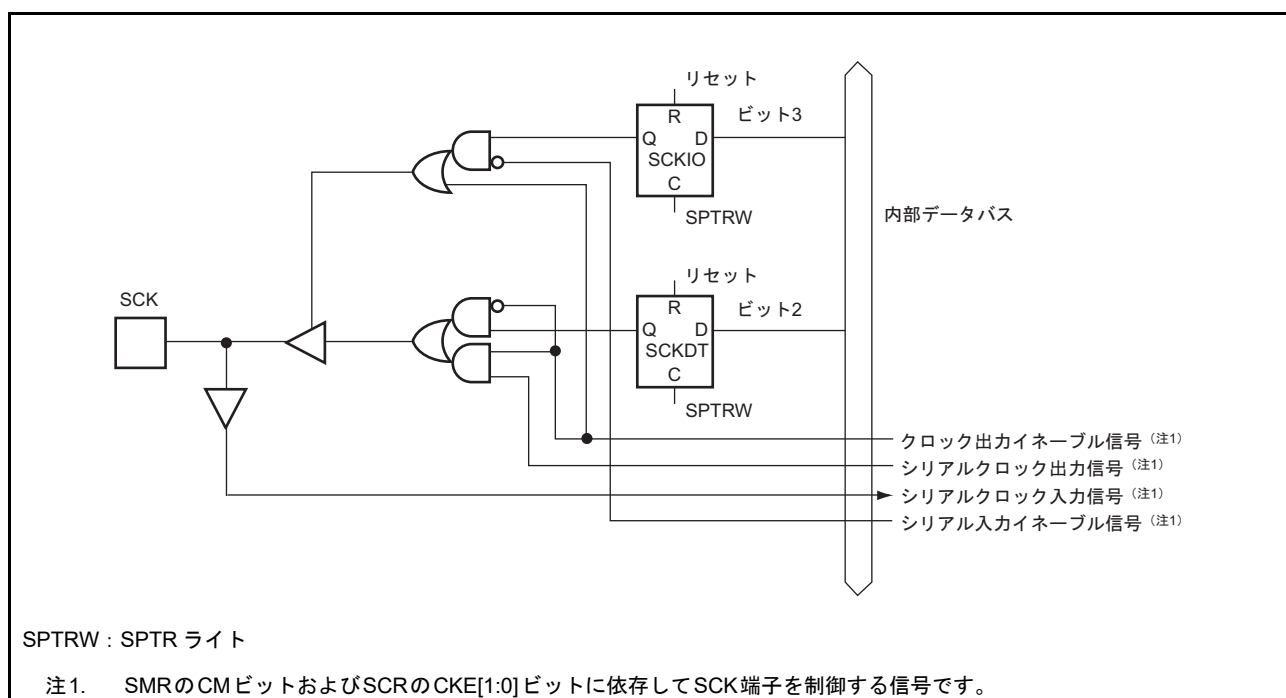 リセット
R
ビット3
Q D
SCKIO
C
SPTRW
内部データバス
リセット
R
ビット2
SCK
Q D
SCKDT
C
SPTRW
クロック出力イネーブル信号（注1）
シリアルクロック出力信号（注1）
シリアルクロック入力信号（注1）
シリアル入力イネーブル信号（注1）
SPTRW：SPTR ライト
注1. SMRのCMビットおよびSCRのCKE[1:0]ビットに依存してSCK端子を制御する信号です。